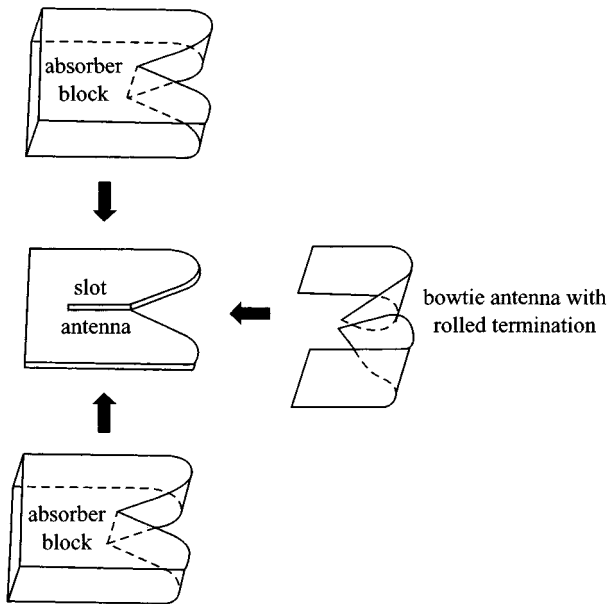 absorber
block
slot
antenna
bowtie antenna with
rolled termination
absorber
block